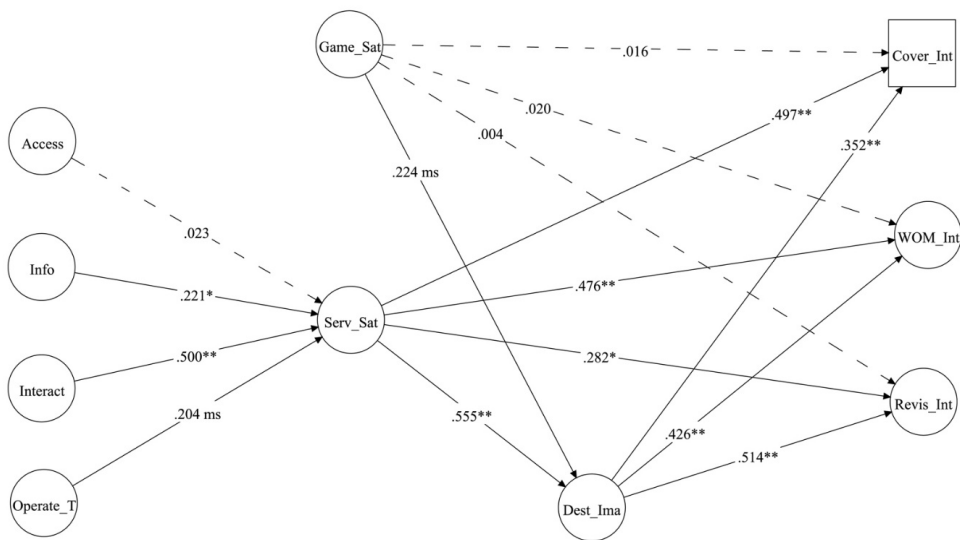 Game_Sat
.016
Cover_Int
.020
.497**
.004
.352**
Access
.224 ms
.023
WOM_Int
Info
.221*
.476**
Serv_Sat
.500**
.282*
Interact
Revis_Int
.204 ms
.555**
.426**
.514**
Operate_T
Dest_Ima